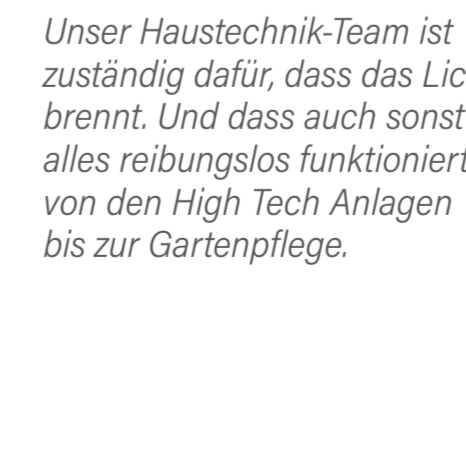 Unser Haustechnik-Team ist
zuständig dafür, dass das Lic
brennt. Und dass auch sonst
alles reibungslos funktioniert
von den High Tech Anlagen
bis zur Gartenpflege.